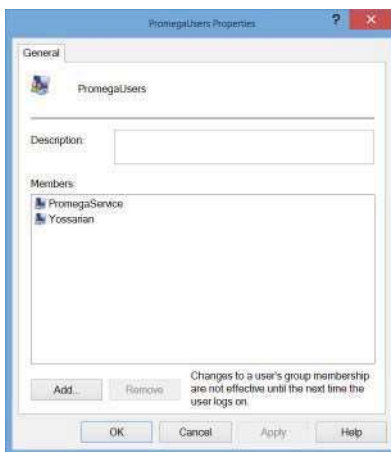 PromegaUsers Properties
?
×
General
PromegaUsers
Description:
Members:
PromegaService
Yossarian
Changes to a user's group membership
are not effective until the next time the
user logs on.
Add...
Remove
OK
Cancel
Apply
Help